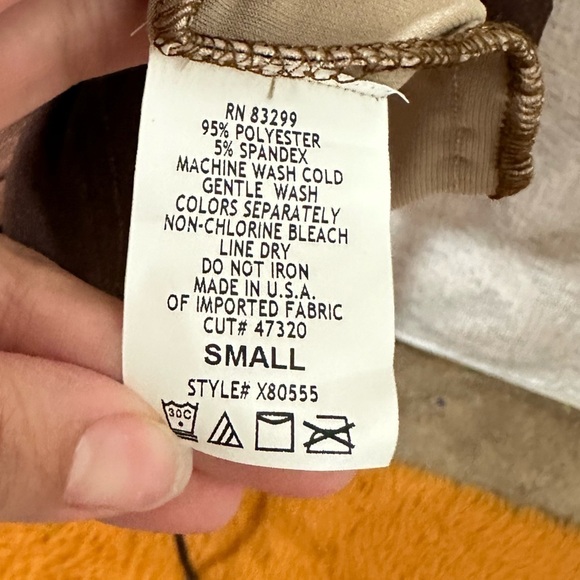 RN 83299
95% POLYESTER
5% SPANDEX
MACHINE WASH COLD
GENTLE WASH
COLORS SEPARATELY
NON-CHLORINE BLEACH
LINE DRY
DO NOT IRON
MADE IN U.S.A.
OF IMPORTED FABRIC
CUT# 47320
SMALL
STYLE# X80555
30C